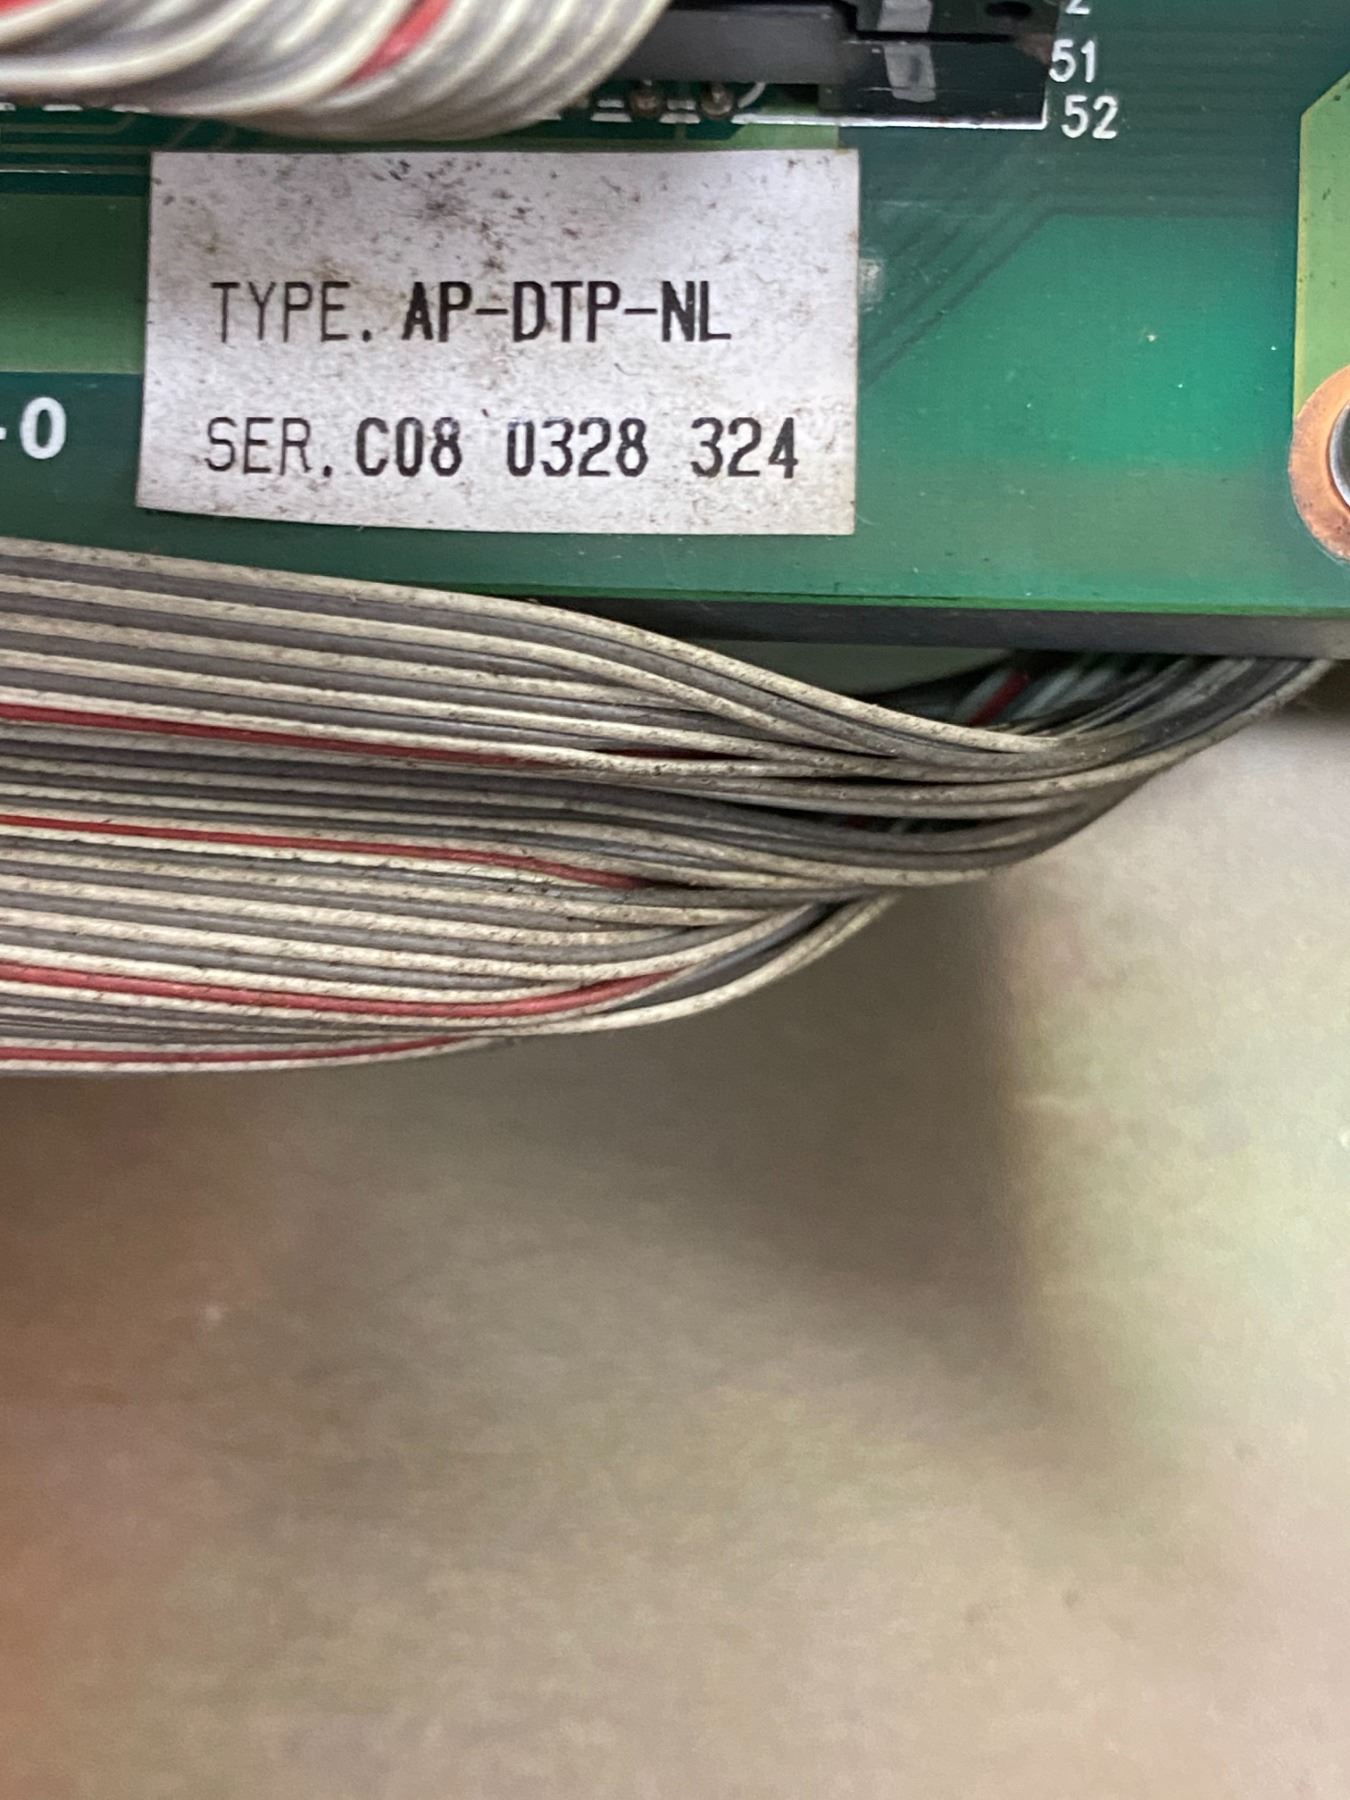 2
51
52
TYPE. AP-DTP-NL
-0
SER. C08 0328 324